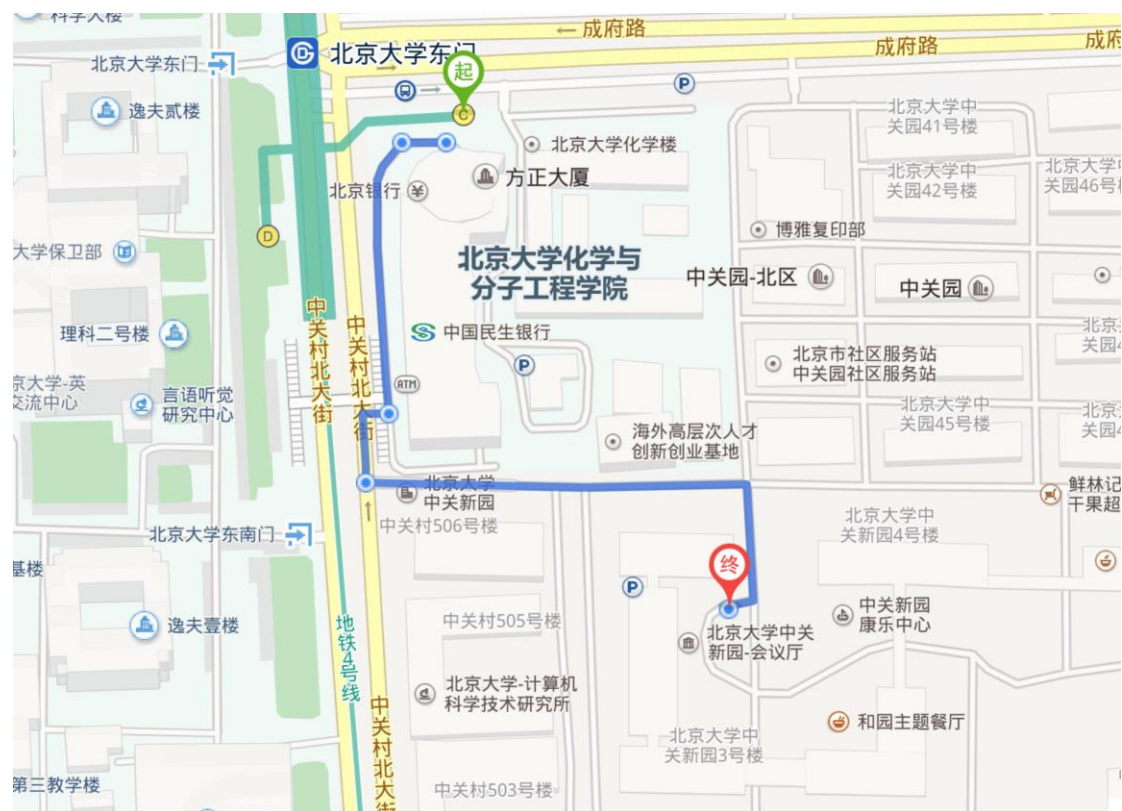 科学大楼
成府路
成府路
成府
北京大学东门
北京大学东门
起
P
逸夫贰楼
C
北京大学中
关园41号楼
北京大学化学楼
北京大学中
关园42号楼
北京大学中
关园46号
北京银行
¥
方正大厦
D
博雅复印部
大学保卫部
北京大学化学与
分子工程学院
中关园-北区
中关园
中关村北大街
中关村北大街
理科二号楼
中国民生银行
北京市社区服务站
中关园社区服务站
P
ATM
京大学-英
交流中心
言语听觉
研究中心
北京大学中
关园45号楼
海外高层次人才
创新创业基地
北京大学
中关新园
鲜林记
干果超
中关村506号楼
北京大学中
关新园4号楼
北京大学东南门
基楼
终
P
中关村505号楼
中关新园
康乐中心
逸夫壹楼
北京大学中关
新园-会议厅
地铁4号线
北京大学-计算机
科学技术研究所
中关村北大街
和园主题餐厅
北京大学中
关新园3号楼
第三教学楼
中关村503号楼